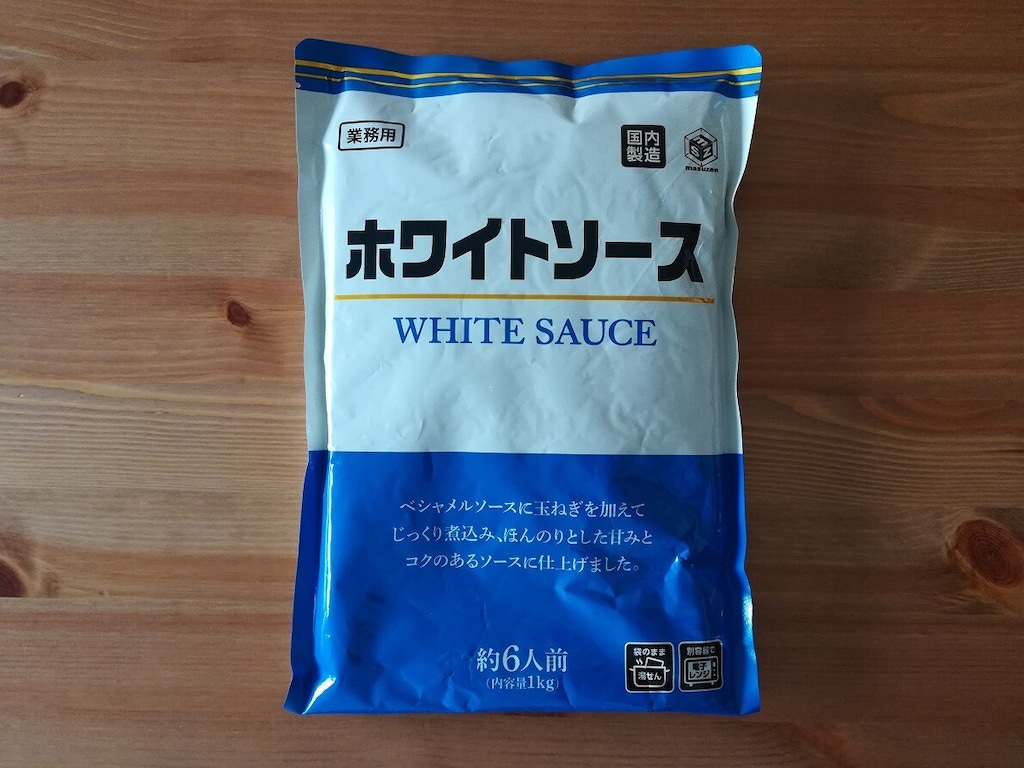 業務用
国内
製造
masuzen
ホワイトソース
WHITE SAUCE
ベシャメルソースに玉ねぎを加えて
じっくり煮込み、ほんのりとした甘みと
コクのあるソースに仕上げました。
約6人前
(内容量1kg)
袋のまま
湯せん
別容器で
電子
レンジ